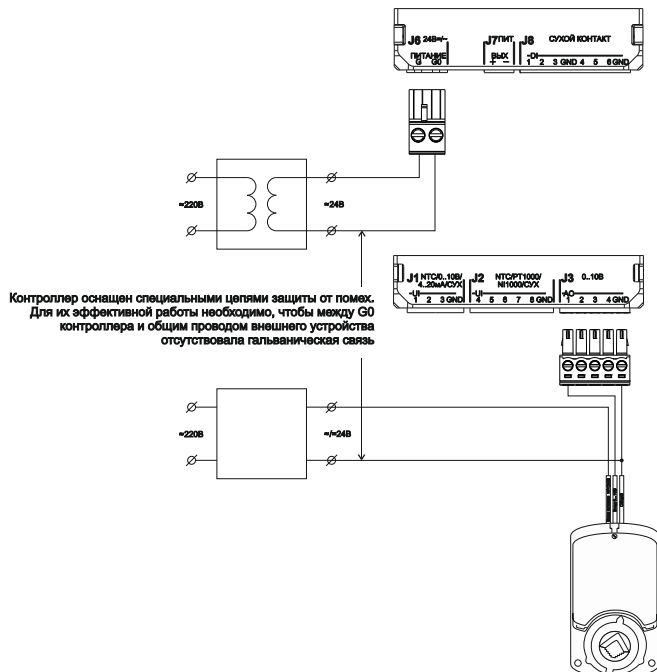 J6 24В=/~ J7 ПИТ J8 СУХОЙ КОНТАКТ
ПИТАНИЕ ВЫХ -DI-
G G0 + − 1 2 3 GND 4 5 6 GND
≈220В ≈24В
J1 NTC/0..10В/ J2 NTC/PT1000/ J3 0..10В
4..20мА/СУХ NI1000/СУХ
-UI -UI -АО
1 2 3 GND 4 5 6 7 8 GND 1 2 3 4 GND
Контроллер оснащен специальными цепями защиты от помех.
Для их эффективной работы необходимо, чтобы между G0
контроллера и общим проводом внешнего устройства
отсутствовала гальваническая связь
≈220В ~/=24В